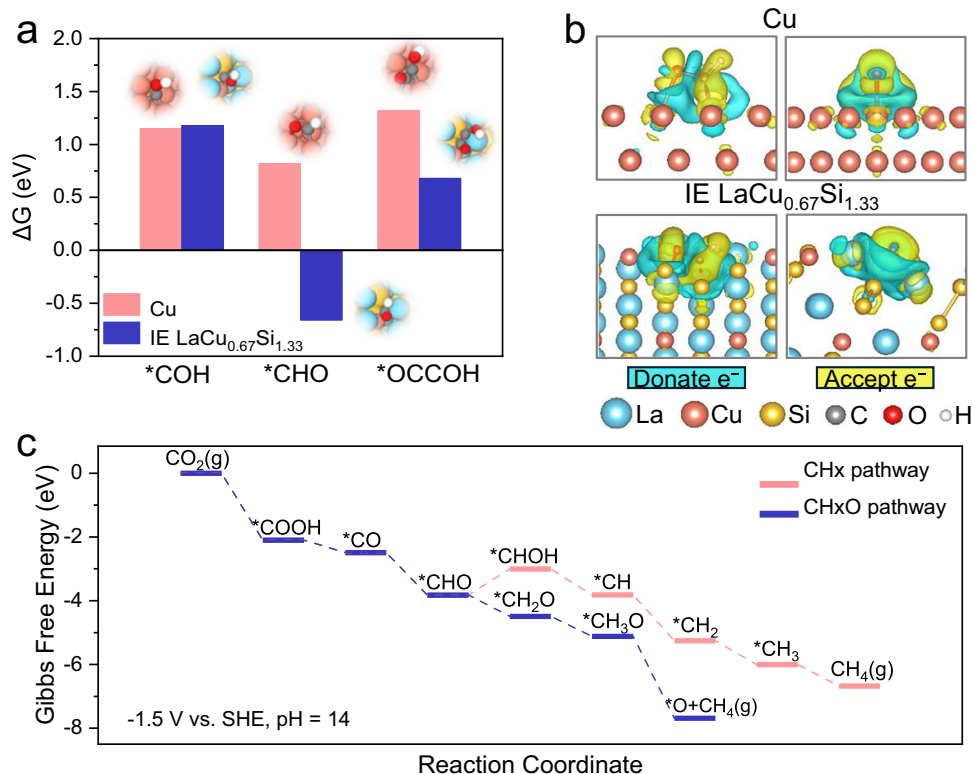 a
2.0
1.5
1.0
0.5
0.0
-0.5
-1.0
ΔG (eV)
Cu
IE LaCu0.67Si1.33
*COH
*CHO
*OCCOH
b
Cu
IE LaCu0.67Si1.33
Donate e⁻
Accept e⁻
La
Cu
Si
C
O
H
c
0
-2
-4
-6
-8
Gibbs Free Energy (eV)
CO2(g)
*COOH
*CO
*CHO
*CHOH
*CH
*CH2
*CH3
CH4(g)
*CH2O
*CH3O
*O+CH4(g)
CHx pathway
CHxO pathway
-1.5 V vs. SHE, pH = 14
Reaction Coordinate